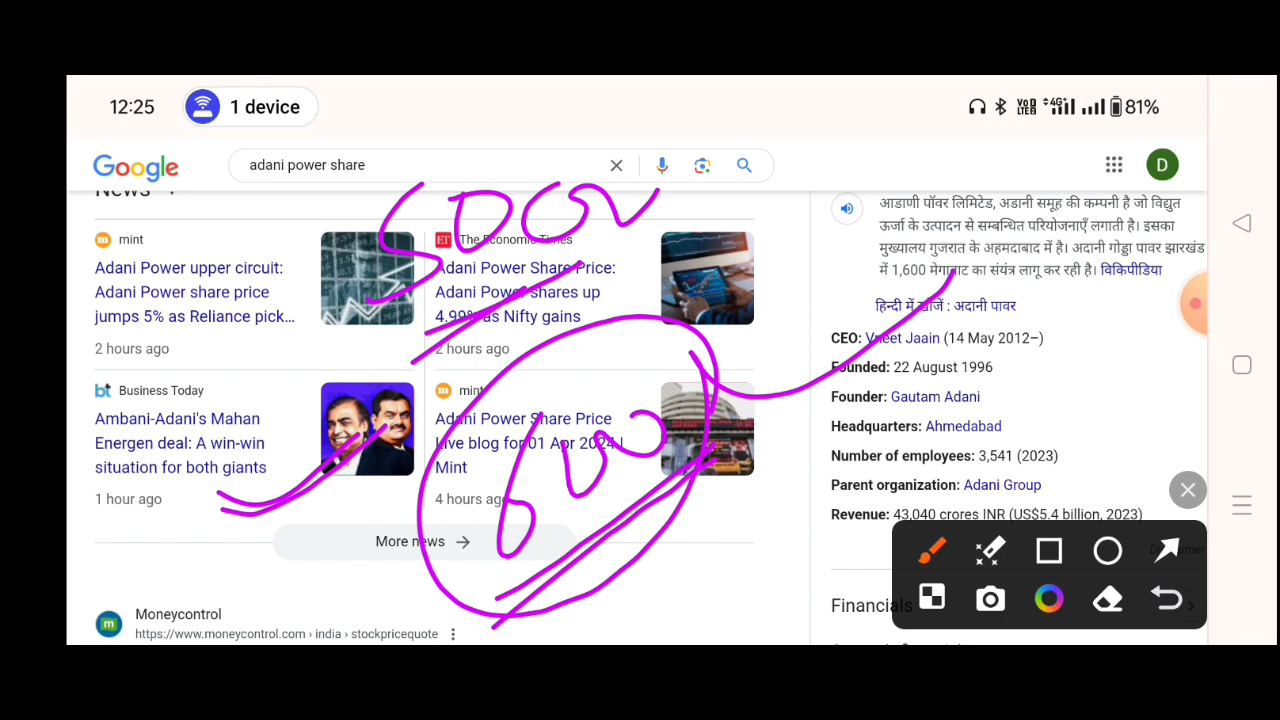 12:25
1 device
VoD LTE
4G
81%
Google
adani power share
D
News
mint
Adani Power upper circuit:
Adani Power share price
jumps 5% as Reliance pick…
2 hours ago
ET The Economic Times
Adani Power Share Price:
Adani Power shares up
4.99% as Nifty gains
2 hours ago
bt Business Today
Ambani-Adani's Mahan
Energen deal: A win-win
situation for both giants
1 hour ago
mint
Adani Power Share Price
Live blog for 01 Apr 2024 |
Mint
4 hours ago
600
More news
Moneycontrol
https://www.moneycontrol.com › india › stockpricequote
आडाणी पॉवर लिमिटेड, अडानी समूह की कम्पनी है जो विद्युत
ऊर्जा के उत्पादन से सम्बन्धित परियोजनाएँ लगाती है। इसका
मुख्यालय गुजरात के अहमदाबाद में है। अदानी गोड्डा पावर झारखंड
में 1,600 मेगावाट का संयंत्र लागू कर रही है। विकिपीडिया
हिन्दी में खोजें : अदानी पावर
CEO: Vneet Jaain (14 May 2012–)
Founded: 22 August 1996
Founder: Gautam Adani
Headquarters: Ahmedabad
Number of employees: 3,541 (2023)
Parent organization: Adani Group
Revenue: 43,040 crores INR (US$5.4 billion, 2023)
Disclaimer
Financials